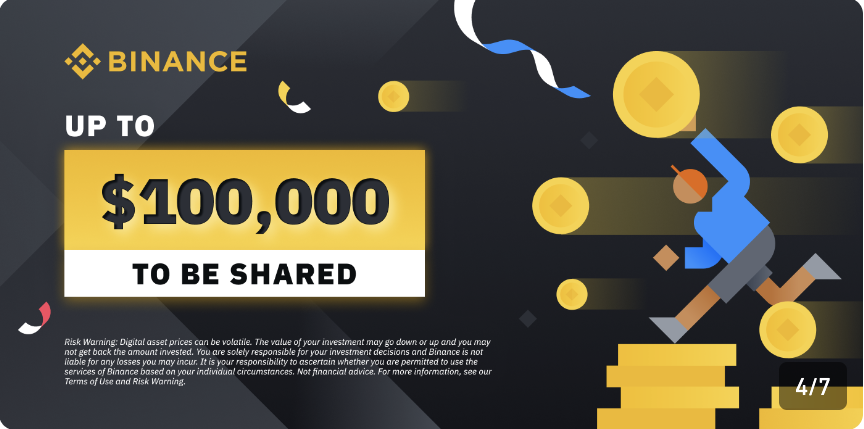 BINANCE
UP TO
$100,000
TO BE SHARED
Risk Warning: Digital asset prices can be volatile. The value of your investment may go down or up and you may
not get back the amount invested. You are solely responsible for your investment decisions and Binance is not
liable for any losses you may incur. It is your responsibility to ascertain whether you are permitted to use the
services of Binance based on your individual circumstances. Not financial advice. For more information, see our
Terms of Use and Risk Warning.
4/7